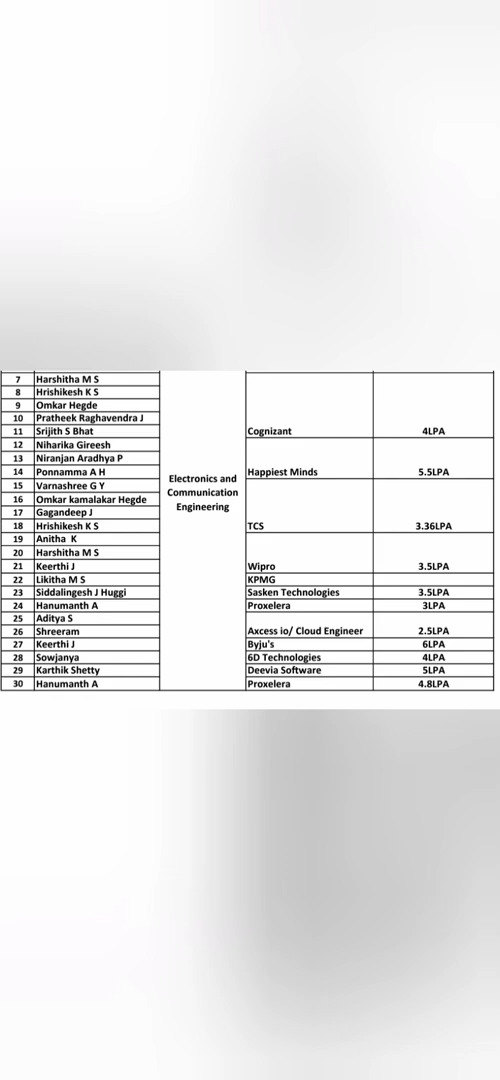 7 Harshitha M S
8 Hrishikesh K S
9 Omkar Hegde
10 Pratheek Raghavendra J
11 Srijith S Bhat Cognizant 4LPA
12 Niharika Gireesh
13 Niranjan Aradhya P
14 Ponnamma A H Happiest Minds 5.5LPA
15 Varnashree G Y
16 Omkar kamalakar Hegde
17 Gagandeep J
18 Hrishikesh K S TCS 3.36LPA
19 Anitha K
20 Harshitha M S
21 Keerthi J Wipro 3.5LPA
22 Likitha M S KPMG
23 Siddalingesh J Huggi Sasken Technologies 3.5LPA
24 Hanumanth A Proxelera 3LPA
25 Aditya S
26 Shreeram Axcess io/ Cloud Engineer 2.5LPA
27 Keerthi J Byju's 6LPA
28 Sowjanya 6D Technologies 4LPA
29 Karthik Shetty Deevia Software 5LPA
30 Hanumanth A Proxelera 4.8LPA
Electronics and
Communication
Engineering